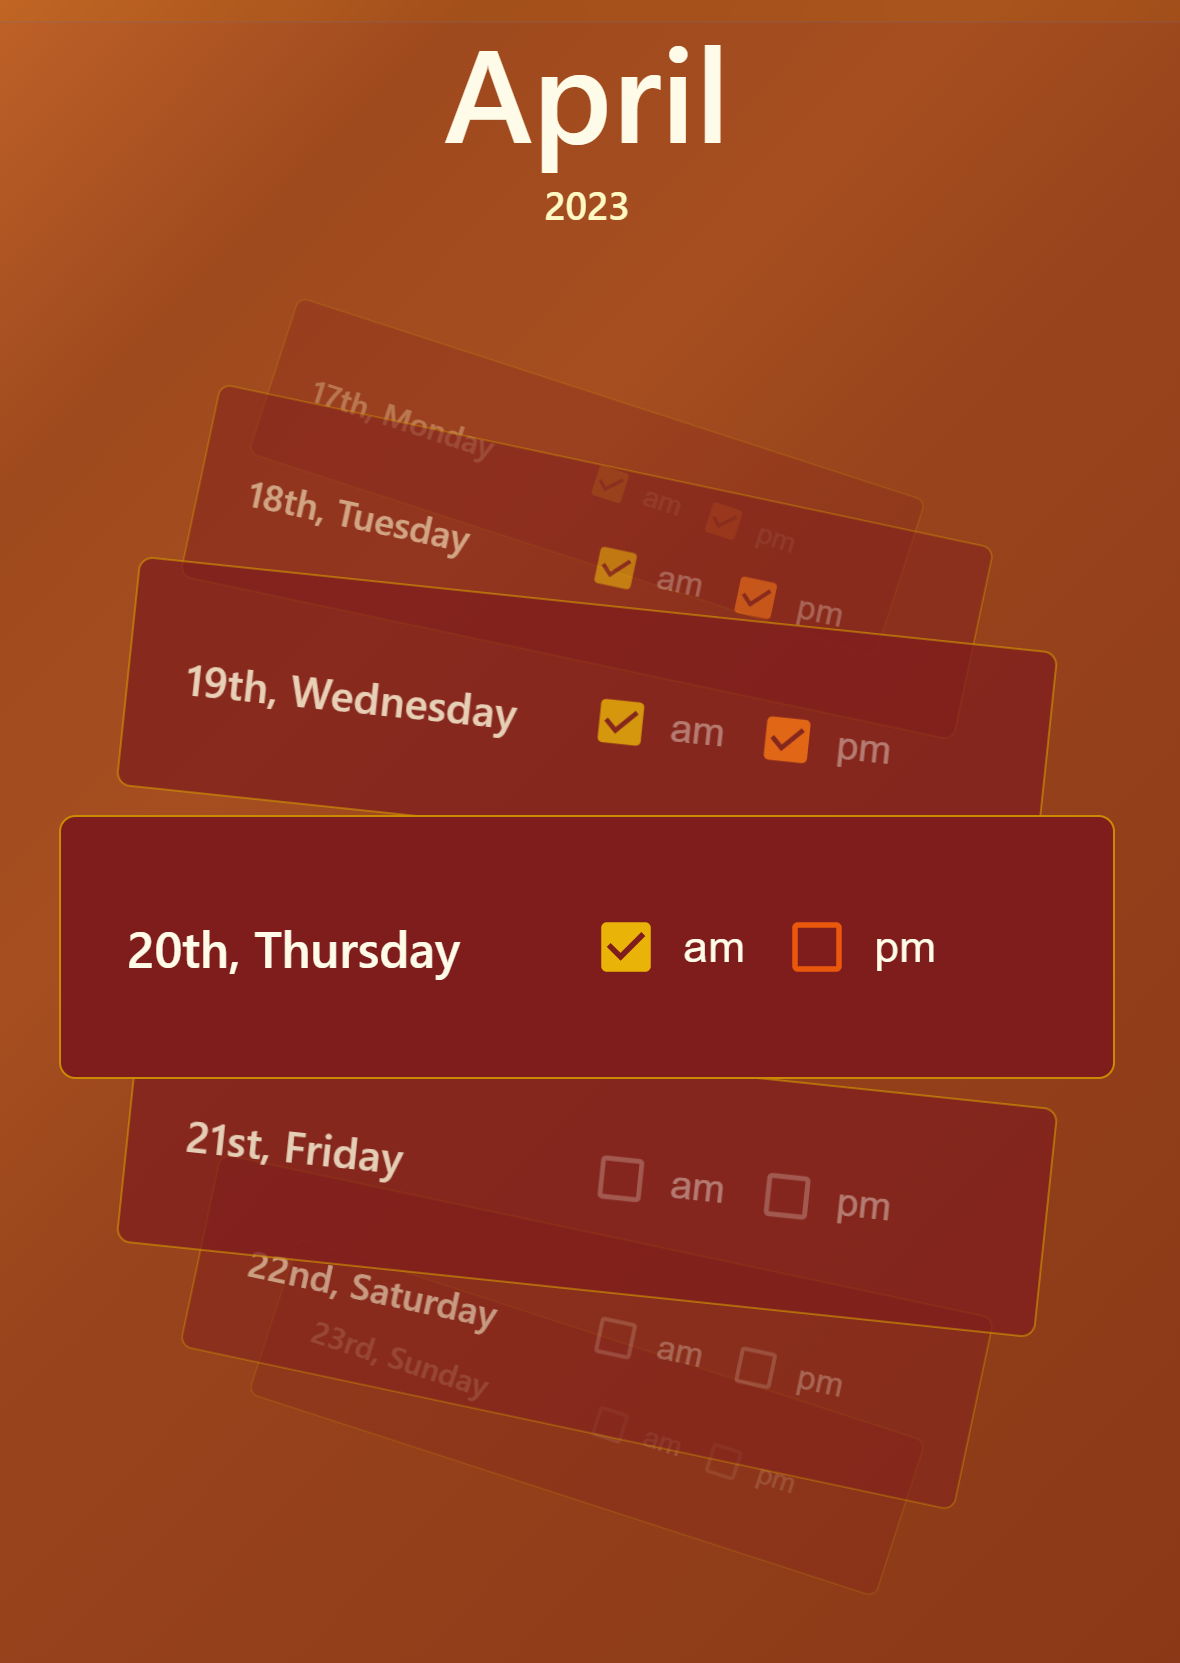 April
2023
17th, Monday am pm
18th, Tuesday am pm
19th, Wednesday am pm
20th, Thursday am pm
21st, Friday am pm
22nd, Saturday am pm
23rd, Sunday am pm